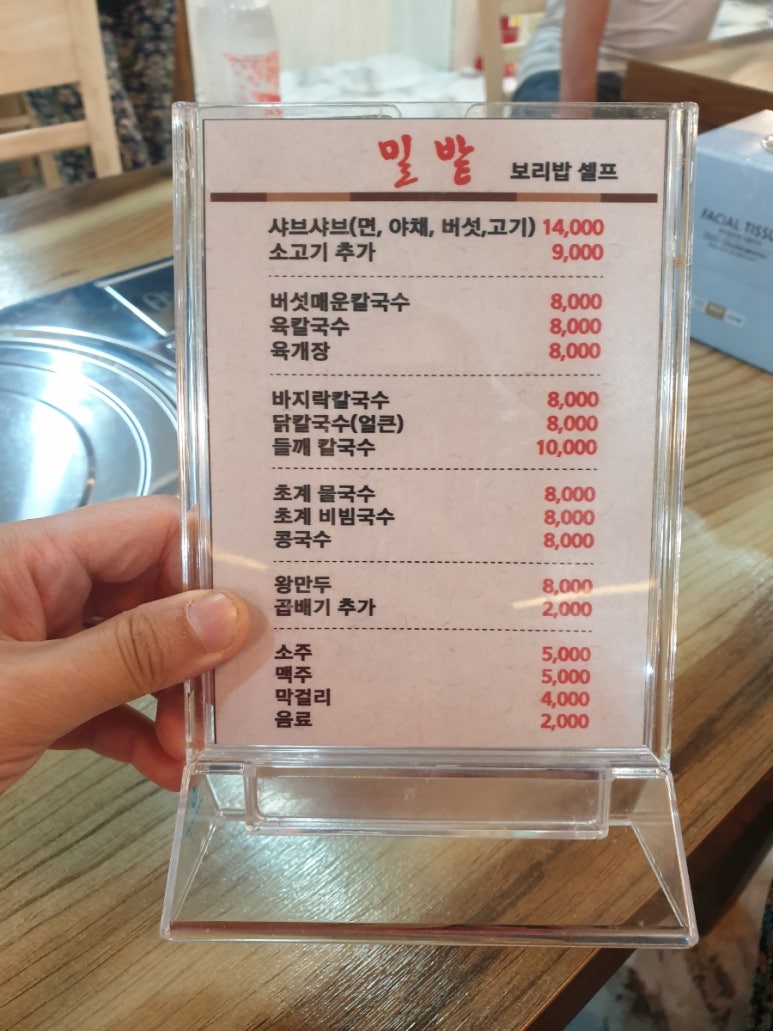 밀밭 보리밥 셀프
샤브샤브(면, 야채, 버섯,고기) 14,000
소고기 추가 9,000
버섯매운칼국수 8,000
육칼국수 8,000
육개장 8,000
바지락칼국수 8,000
닭칼국수(얼큰) 8,000
들깨 칼국수 10,000
초계 물국수 8,000
초계 비빔국수 8,000
콩국수 8,000
왕만두 8,000
곱배기 추가 2,000
소주 5,000
맥주 5,000
막걸리 4,000
음료 2,000
FACIAL TISSU